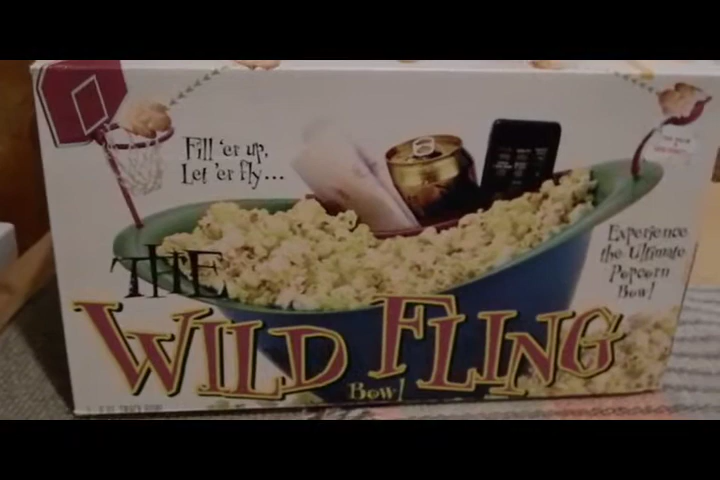 Fill 'er up,
Let 'er fly...
Experience
the Ultimate
Popcorn
Bowl
THE
WILD FLING
Bowl